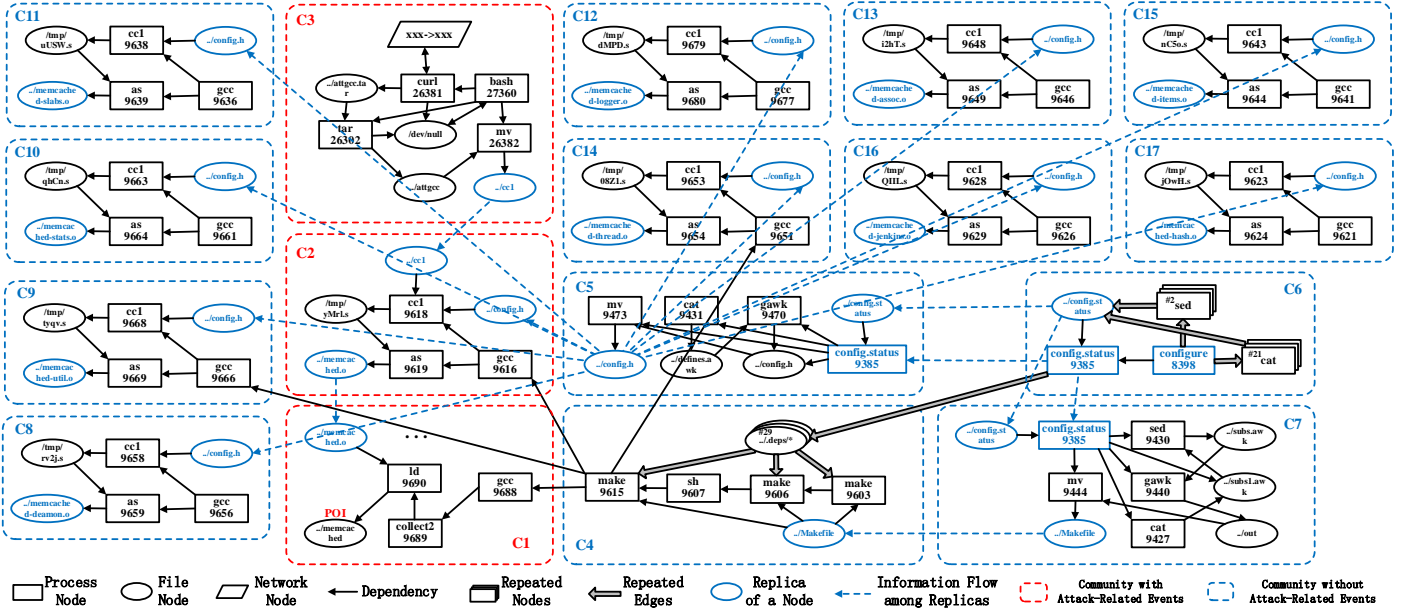 C11
/tmp/
uUSW.s
cc1
9638
../config.h
../memcache
d-slabs.o
as
9639
gcc
9636
C3
xxx->xxx
../attgcc.ta
r
curl
26381
bash
27360
tar
26302
/dev/null
mv
26382
../attgcc
../cc1
C12
/tmp/
dMPD.s
cc1
9679
../config.h
../memcache
d-logger.o
as
9680
gcc
9677
C13
/tmp/
i2hT.s
cc1
9648
../config.h
../memcache
d-assoc.o
as
9649
gcc
9646
C15
/tmp/
nC5o.s
cc1
9643
../config.h
../memcache
d-items.o
as
9644
gcc
9641
C10
/tmp/
qhCn.s
cc1
9663
../config.h
../memcac
hed-stats.o
as
9664
gcc
9661
C14
/tmp/
08Z1.s
cc1
9653
../config.h
../memcache
d-thread.o
as
9654
gcc
9651
C16
/tmp/
cc1
9628
../config.h
../memcache
as
9629
gcc
9626
C17
/tmp/
jOwH.s
cc1
9623
../config.h
../memcac
hed-hash.o
as
9624
gcc
9621
C2
../cc1
/tmp/
yMrl.s
cc1
9618
../config.h
../memcac
hed.o
as
9619
gcc
9616
C9
/tmp/
tyqv.s
cc1
9668
../config.h
../memcac
hed-util.o
as
9669
gcc
9666
C5
mv
9473
cat
9431
gawk
9470
../config.st
atus
../config.h
../defines.a
wk
../config.h
config.status
9385
C6
../config.st
atus
#2
sed
config.status
9385
configure
8398
#21
cat
C8
/tmp/
rv2j.s
cc1
9658
../config.h
../memcache
d-deamon.o
as
9659
gcc
9656
C1
../memcac
hed.o
...
ld
9690
gcc
9688
POI
../memcac
hed
collect2
9689
C4
#29
../.deps/*
make
9615
sh
9607
make
9606
make
9603
../Makefile
C7
../config.st
atus
config.status
9385
sed
9430
../subs.aw
k
mv
9444
gawk
9440
../subs1.aw
k
../Makefile
cat
9427
../out
Process
Node
File
Node
Network
Node
Dependency
Repeated
Nodes
Repeated
Edges
Replica
of a Node
Information Flow
among Replicas
Community with
Attack-Related Events
Community without
Attack-Related Events